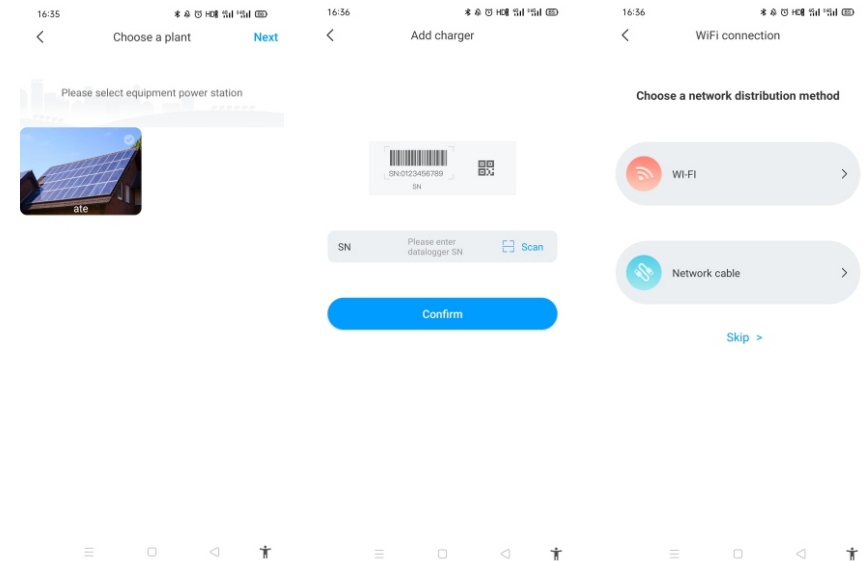 16:35
Choose a plant
Next
Please select equipment power station
ate
16:36
Add charger
SN:0123456789
SN
SN
Please enter
datalogger SN
Scan
Confirm
16:36
WiFi connection
Choose a network distribution method
WI-FI
>
Network cable
>
Skip >